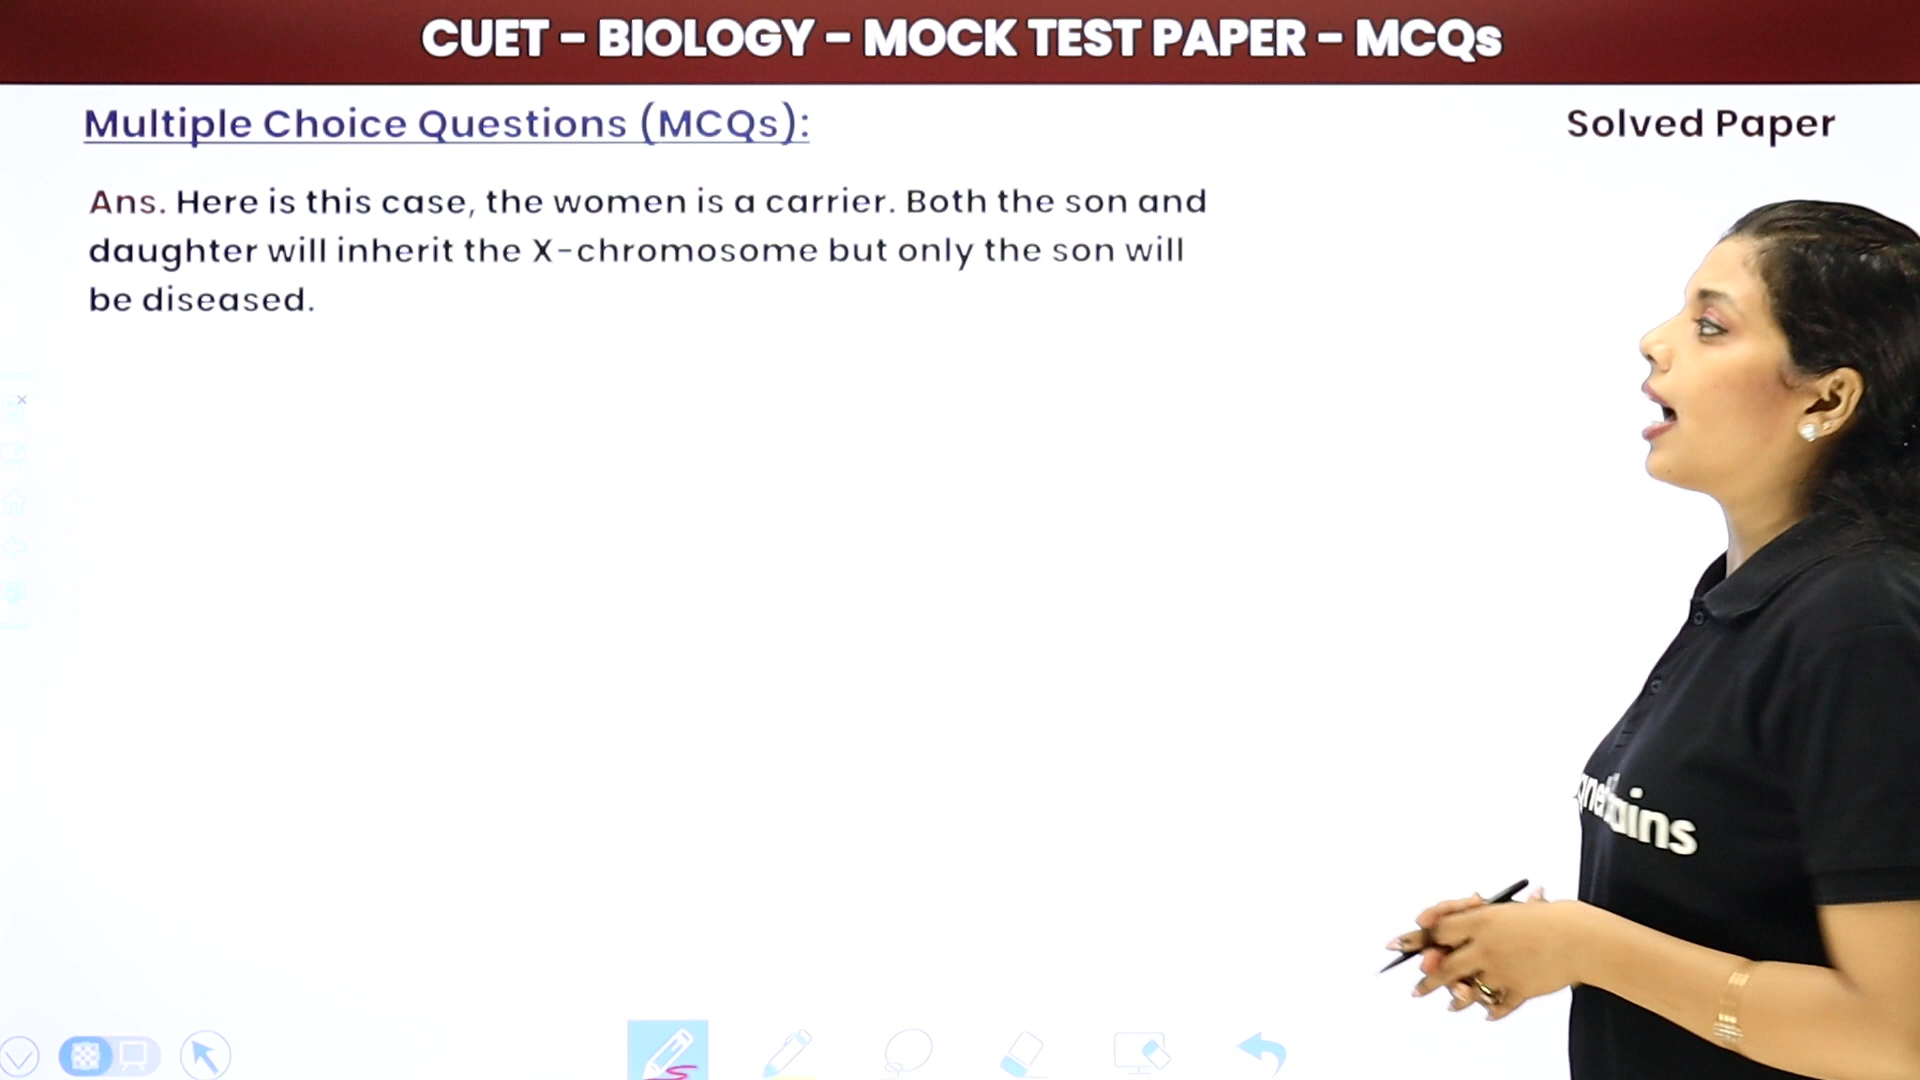 CUET - BIOLOGY - MOCK TEST PAPER - MCQs
Multiple Choice Questions (MCQs):
Solved Paper
Ans. Here is this case, the women is a carrier. Both the son and
daughter will inherit the X-chromosome but only the son will
be diseased.